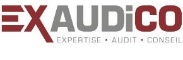 EXAUDICO
EXPERTISE • AUDIT • CONSEIL